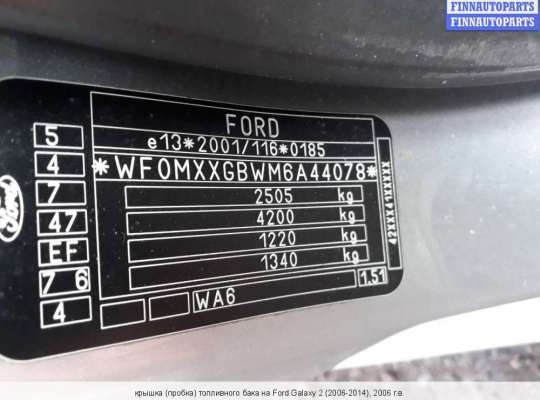 FINNAUTOPARTS
FINNAUTOPARTS
FORD
e13*2001/116*0185
*WF0MXXGBWM6A44078*
2505 kg
4200 kg
1220 kg
1340 kg
WA6
1.51
5
4
7
47
EF
7 6
4
Ford
42XXX41XXXXX
крышка (пробка) топливного бака на Ford Galaxy 2 (2006-2014), 2006 г.в.